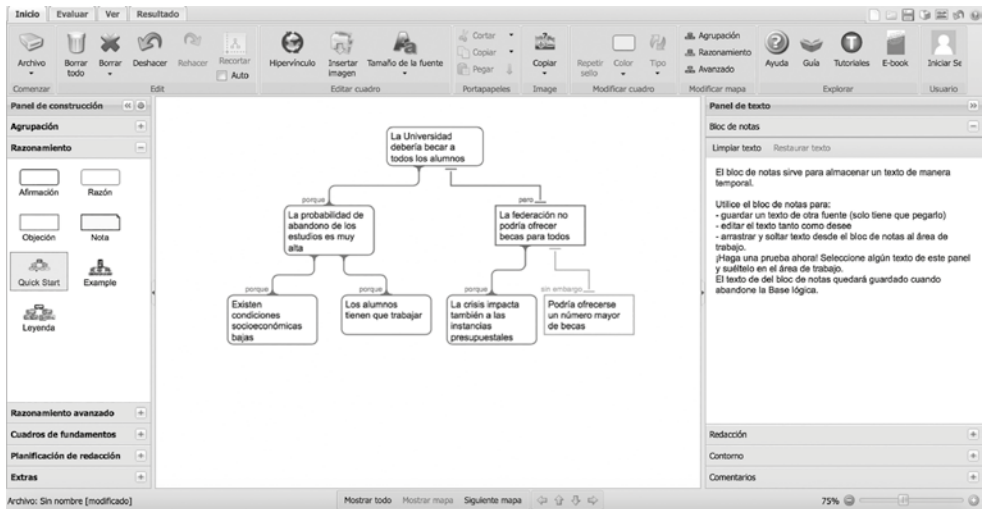 Inicio Evaluar Ver Resultado
Archivo Borrar todo Borrar Deshacer Rehacer Recortar Auto Hipervínculo Insertar imagen Tamaño de la fuente Cortar Copiar Pegar Copiar Repetir sello Color Tipo Agrupación Razonamiento Avanzado Ayuda Guía Tutoriales E-book Iniciar Se
Comenzar Edit Editar cuadro Portapapeles Image Modificar cuadro Modificar mapa Explorar Usuario
Panel de construcción
Agrupación
Razonamiento
Afirmación Razón
Objeción Nota
Quick Start Example
Leyenda
Razonamiento avanzado
Cuadros de fundamentos
Planificación de redacción
Extras
La Universidad
debería becar a
todos los alumnos
porque
La probabilidad de
abandono de los
estudios es muy
alta
pero
La federación no
podría ofrecer
becas para todos
porque
Existen
condiciones
socioeconómicas
bajas
porque
Los alumnos
tienen que trabajar
porque
La crisis impacta
también a las
instancias
presupuestales
sin embargo
Podría ofrecerse
un número mayor
de becas
Panel de texto
Bloc de notas
Limpiar texto Restaurar texto
El bloc de notas sirve para almacenar un texto de manera
temporal.
Utilice el bloc de notas para:
- guardar un texto de otra fuente (solo tiene que pegarlo)
- editar el texto tanto como desee
- arrastrar y soltar texto desde el bloc de notas al área de
trabajo.
¡Haga una prueba ahora! Seleccione algún texto de este panel
y suéltelo en el área de trabajo.
El texto de del bloc de notas quedará guardado cuando
abandone la Base lógica.
Redacción
Contorno
Comentarios
Archivo: Sin nombre [modificado] Mostrar todo Mostrar mapa Siguiente mapa 75%